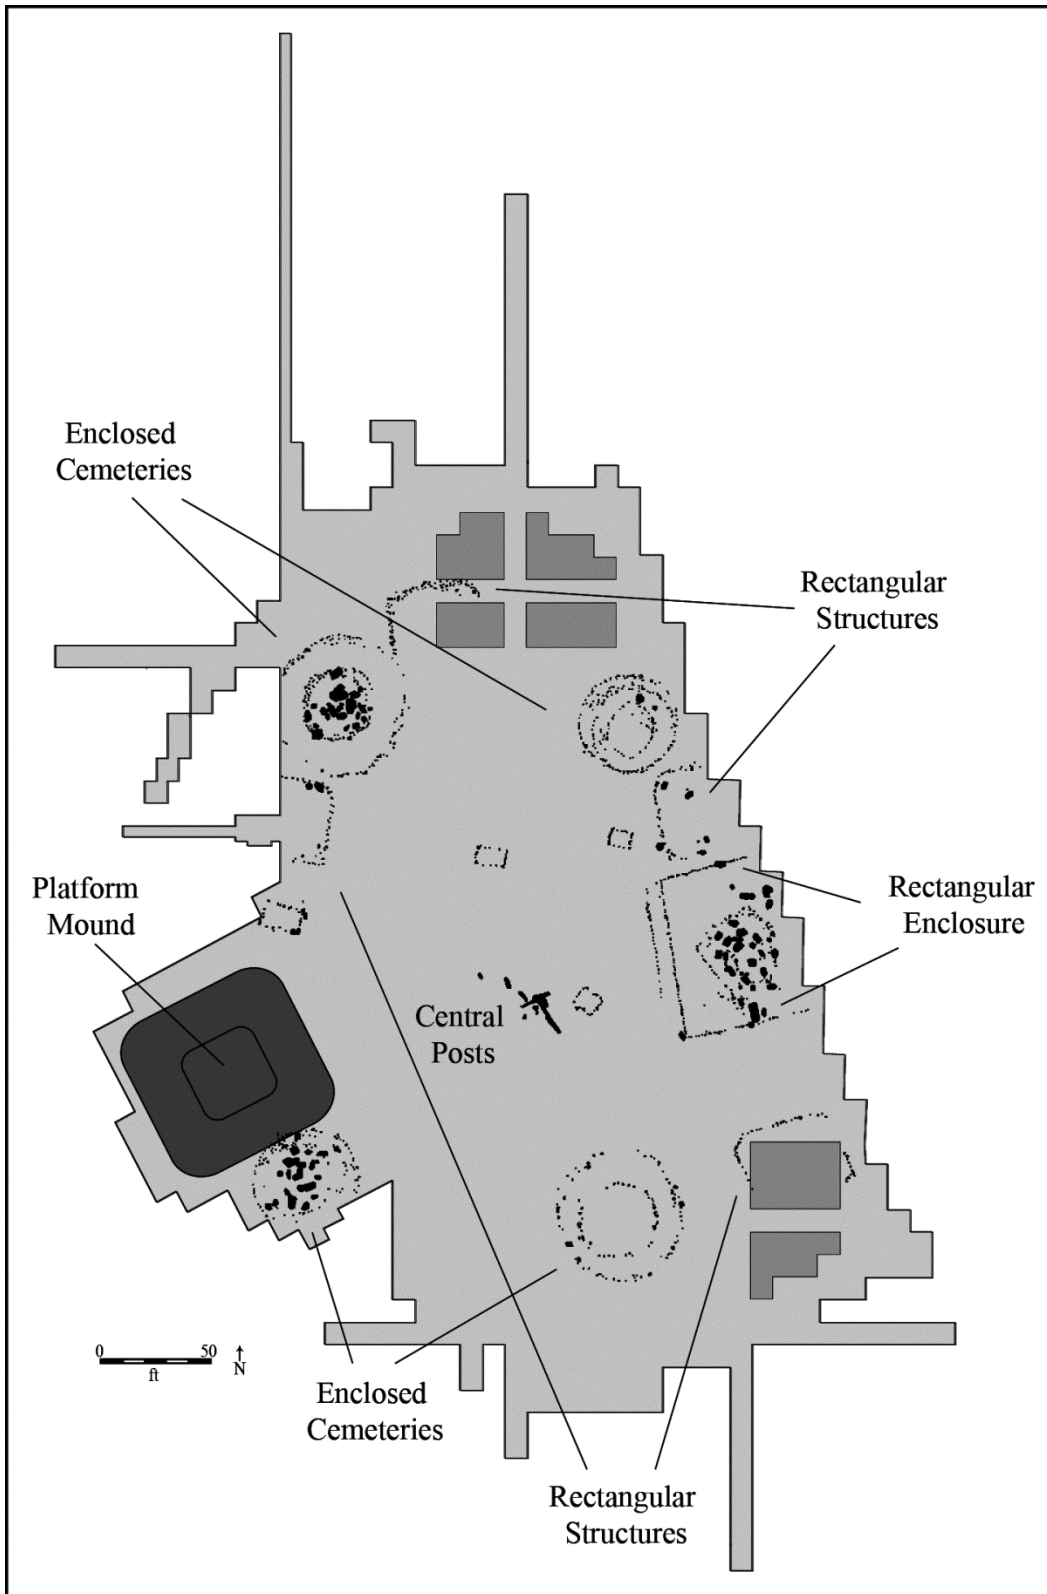 Enclosed
Cemeteries
Rectangular
Structures
Platform
Mound
Rectangular
Enclosure
Central
Posts
0 50
ft
N
Enclosed
Cemeteries
Rectangular
Structures